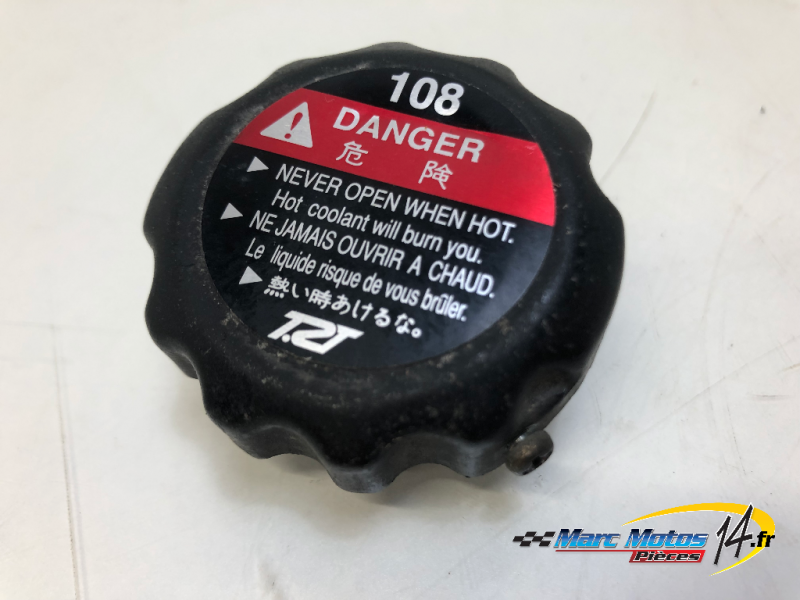 108
DANGER
危 険
NEVER OPEN WHEN HOT.
Hot coolant will burn you.
NE JAMAIS OUVRIR A CHAUD.
Le liquide risque de vous brûler.
熱い時あけるな。
T.RT
Marc Motos 14.fr
Pièces